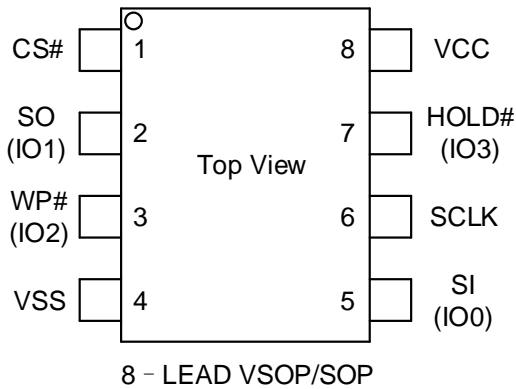 CS# 1 8 VCC
SO
(IO1) 2 7 HOLD#
(IO3)
Top View
WP#
(IO2) 3 6 SCLK
VSS 4 5 SI
(IO0)
8 - LEAD VSOP/SOP